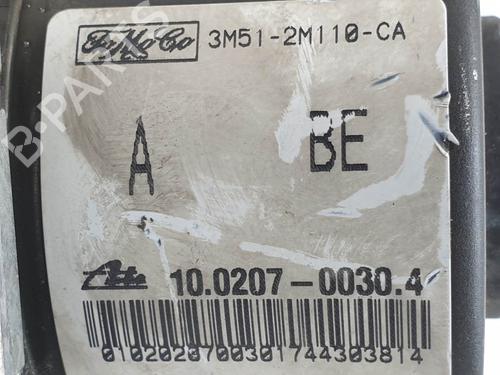 FoMoCo 3M51-2M110-CA
A BE
Ate 10.0207-0030.4
0102020700301744303814
B-PARTS